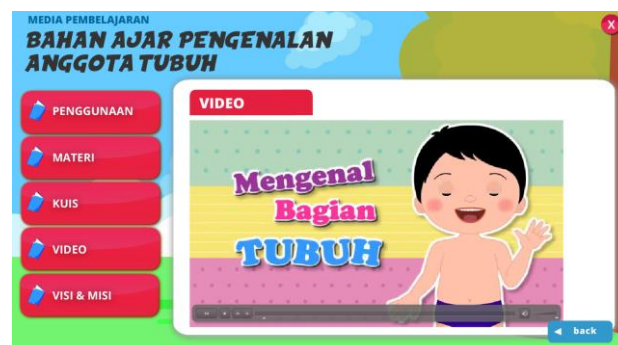 MEDIA PEMBELAJARAN
BAHAN AJAR PENGENALAN
ANGGOTA TUBUH
X
PENGGUNAAN
MATERI
KUIS
VIDEO
VISI & MISI
VIDEO
Mengenal
Bagian
TUBUH
back